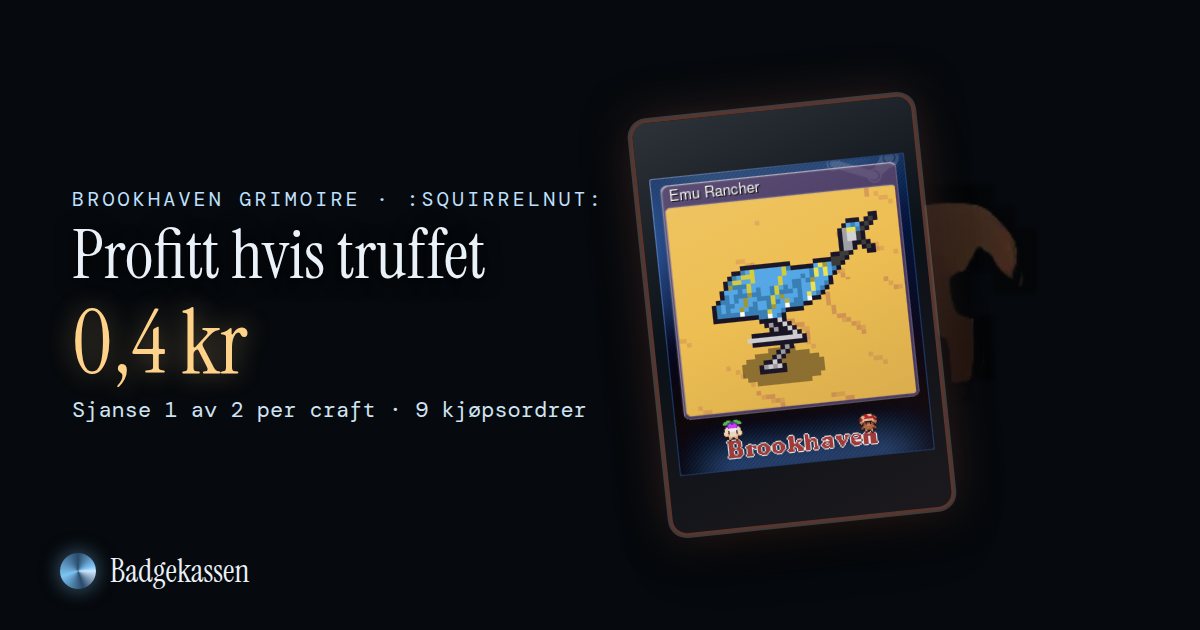 BROOKHAVEN GRIMOIRE · :SQUIRRELNUT:
Profitt hvis truffet
0,4 kr
Sjanse 1 av 2 per craft · 9 kjøpsordrer
Badgekassen
Emu Rancher
Brookhaven